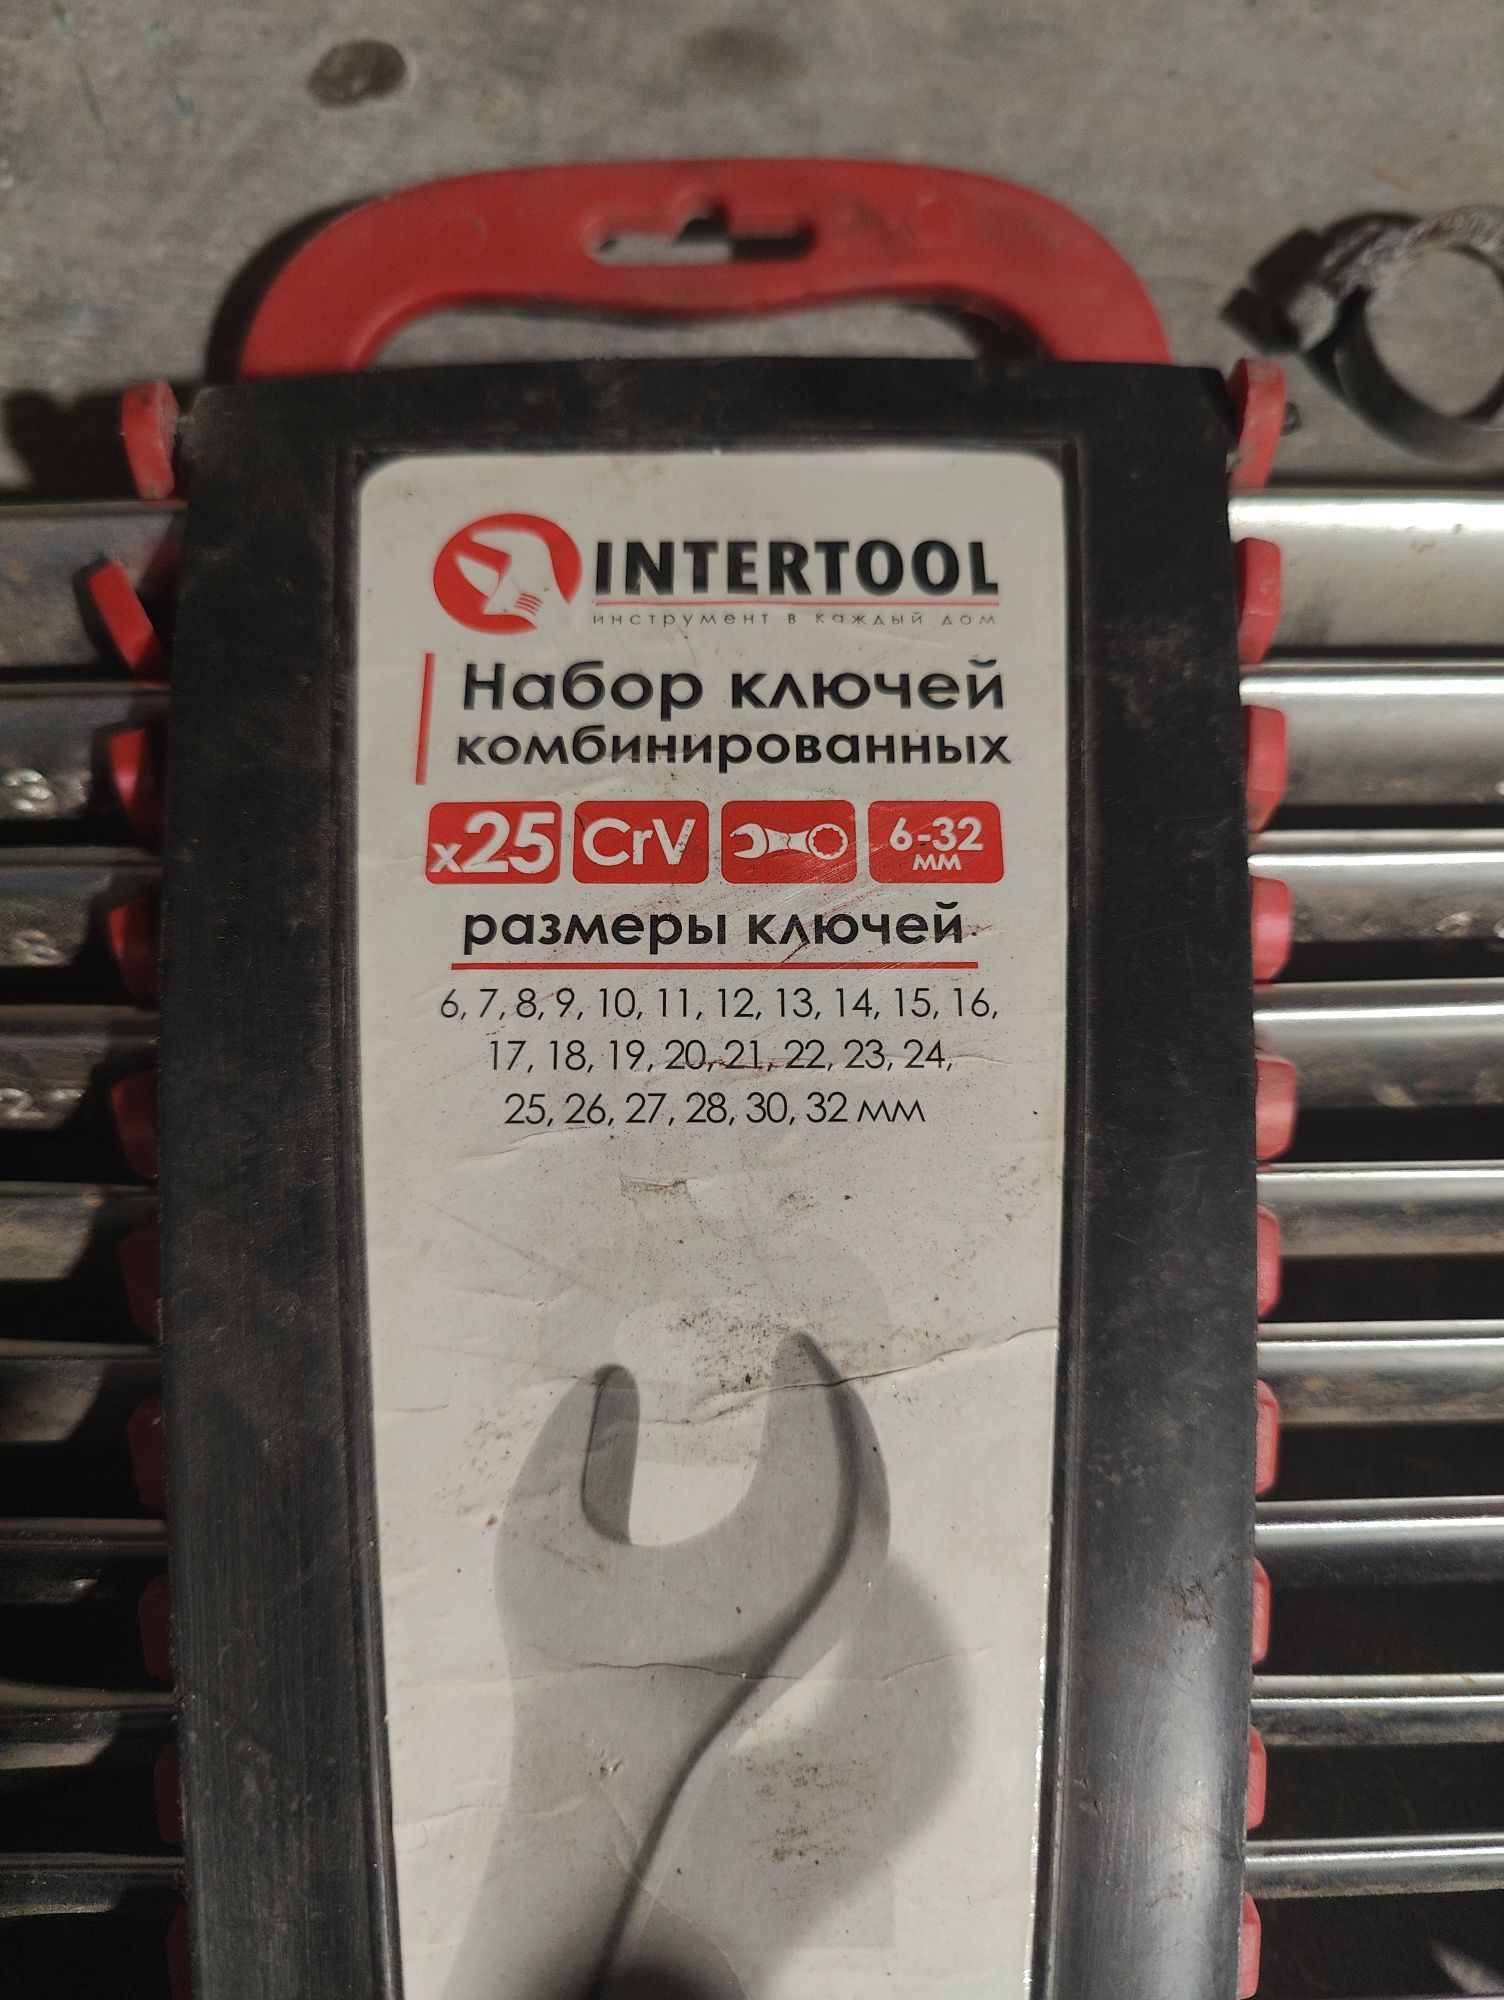 INTERTOOL
инструмент в каждый дом
Набор ключей
комбинированных
x25 CrV 6-32 мм
размеры ключей
6, 7, 8, 9, 10, 11, 12, 13, 14, 15, 16,
17, 18, 19, 20, 21, 22, 23, 24,
25, 26, 27, 28, 30, 32 мм